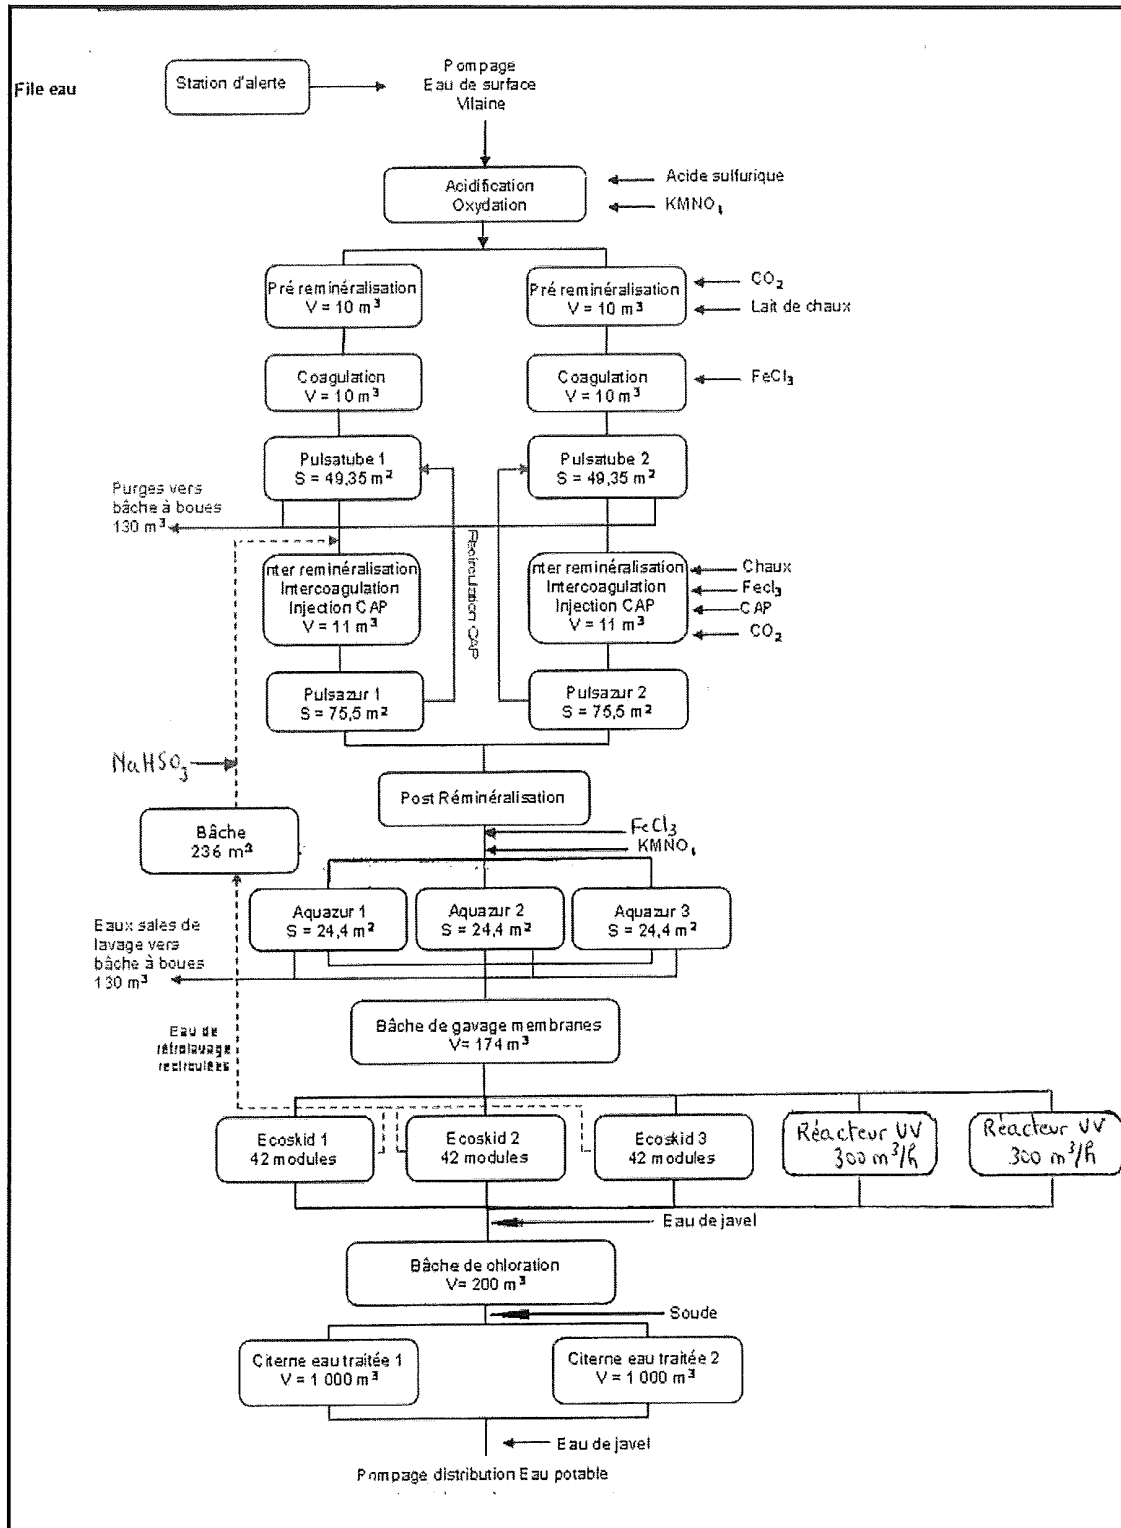 File eau
Station d'alerte
Pompage
Eau de surface
Vilaine
Acidification
Oxydation
Acide sulfurique
KMNO₄
Pré reminéralisation
V = 10 m³
Pré reminéralisation
V = 10 m³
CO₂
Lait de chaux
Coagulation
V = 10 m³
Coagulation
V = 10 m³
FeCl₃
Pulsatube 1
S = 49,35 m²
Pulsatube 2
S = 49,35 m²
Purges vers
bâche à boues
130 m³
Recirculation CAP
Inter reminéralisation
Intercoagulation
Injection CAP
V = 11 m³
Inter reminéralisation
Intercoagulation
Injection CAP
V = 11 m³
Chaux
Fecl₃
CAP
CO₂
Pulsazur 1
S = 75,5 m²
Pulsazur 2
S = 75,5 m²
NaHSO₃
Post Réminéralisation
Bâche
236 m³
FeCl₃
KMNO₄
Aquazur 1
S = 24,4 m²
Aquazur 2
S = 24,4 m²
Aquazur 3
S = 24,4 m²
Eaux sales de
lavage vers
bâche à boues
130 m³
Bâche de gavage membranes
V= 174 m³
Eau de
rétrolavage
recirculées
Ecoskid 1
42 modules
Ecoskid 2
42 modules
Ecoskid 3
42 modules
Réacteur UV
300 m³/h
Réacteur UV
300 m³/h
Eau de javel
Bâche de chloration
V= 200 m³
Soude
Citerne eau traitée 1
V = 1 000 m³
Citerne eau traitée 2
V = 1 000 m³
Eau de javel
Pompage distribution Eau potable